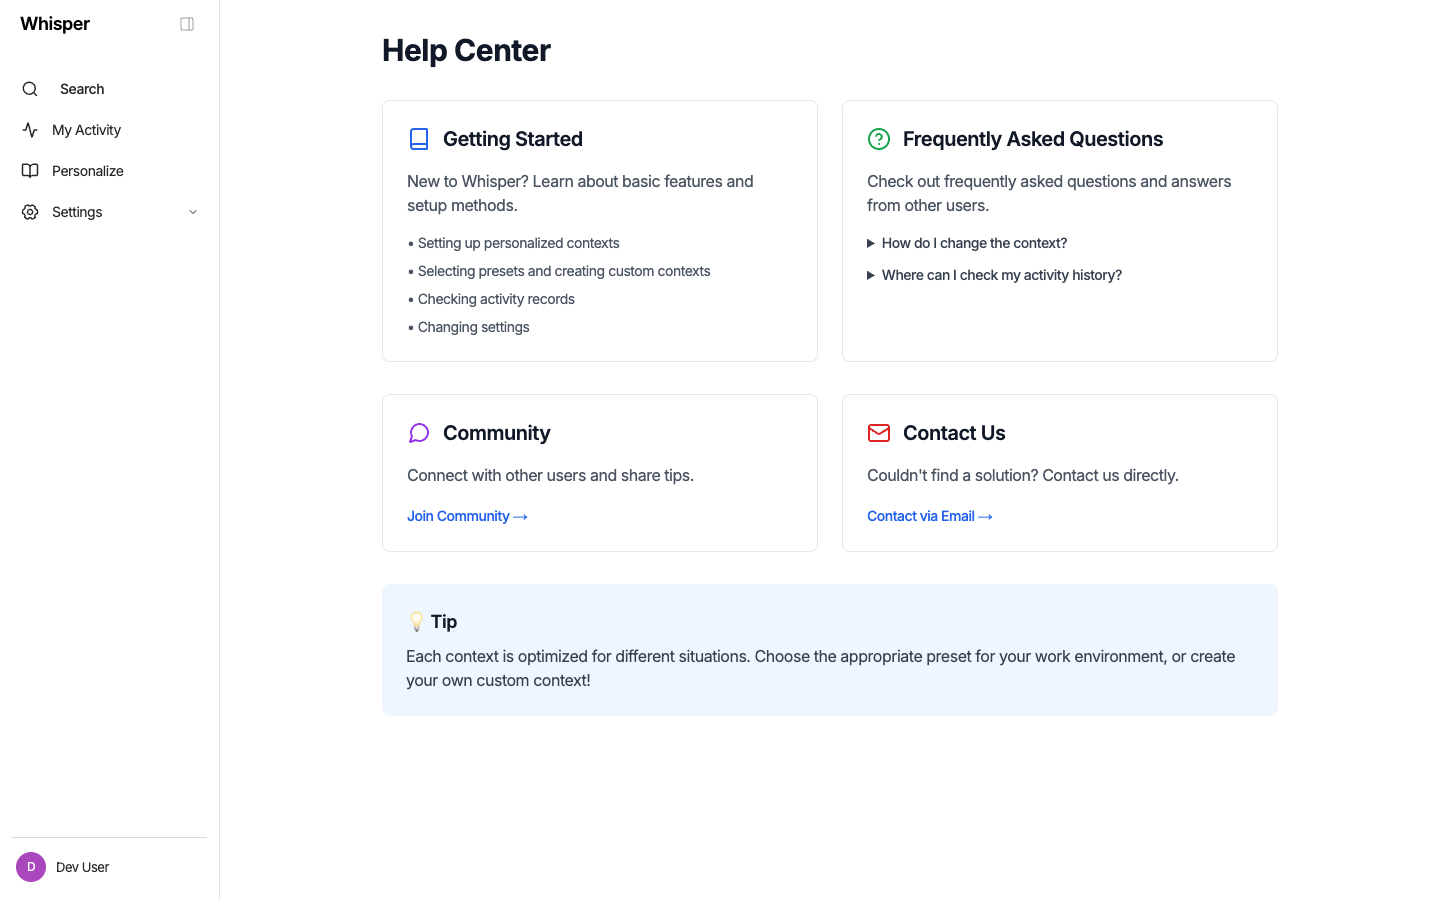 Whisper
Search
My Activity
Personalize
Settings
D
Dev User
Help Center
Getting Started
New to Whisper? Learn about basic features and
setup methods.
• Setting up personalized contexts
• Selecting presets and creating custom contexts
• Checking activity records
• Changing settings
Frequently Asked Questions
Check out frequently asked questions and answers
from other users.
How do I change the context?
Where can I check my activity history?
Community
Connect with other users and share tips.
Join Community →
Contact Us
Couldn't find a solution? Contact us directly.
Contact via Email →
💡 Tip
Each context is optimized for different situations. Choose the appropriate preset for your work environment, or create
your own custom context!